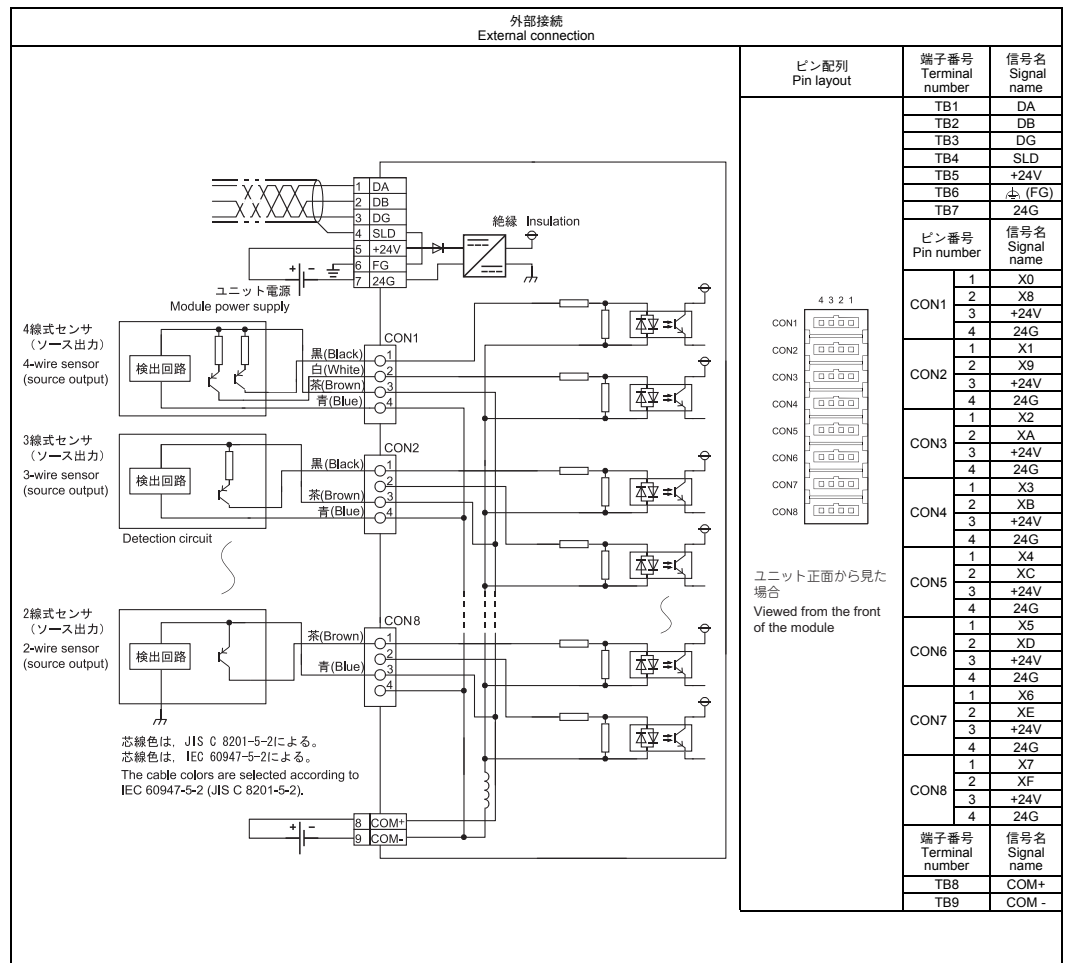 外部接続
External connection
1 DA
2 DB
3 DG
4 SLD
5 +24V
6 FG
7 24G
絶縁 Insulation
+ -
ユニット電源
Module power supply
4線式センサ
(ソース出力)
4-wire sensor
(source output)
検出回路
黒(Black)
白(White)
茶(Brown)
青(Blue)
CON1
1
2
3
4
3線式センサ
(ソース出力)
3-wire sensor
(source output)
検出回路
Detection circuit
黒(Black)
茶(Brown)
青(Blue)
CON2
1
2
3
4
2線式センサ
(ソース出力)
2-wire sensor
(source output)
検出回路
茶(Brown)
青(Blue)
CON8
1
2
3
4
芯線色は, JIS C 8201-5-2による。
芯線色は, IEC 60947-5-2による。
The cable colors are selected according to
IEC 60947-5-2 (JIS C 8201-5-2).
+ -
8 COM+
9 COM-
ピン配列
Pin layout
4 3 2 1
CON1
CON2
CON3
CON4
CON5
CON6
CON7
CON8
ユニット正面から見た
場合
Viewed from the front
of the module
端子番号
Terminal
number
信号名
Signal
name
TB1 DA
TB2 DB
TB3 DG
TB4 SLD
TB5 +24V
TB6 (FG)
TB7 24G
ピン番号
Pin number
信号名
Signal
name
CON1
1 X0
2 X8
3 +24V
4 24G
CON2
1 X1
2 X9
3 +24V
4 24G
CON3
1 X2
2 XA
3 +24V
4 24G
CON4
1 X3
2 XB
3 +24V
4 24G
CON5
1 X4
2 XC
3 +24V
4 24G
CON6
1 X5
2 XD
3 +24V
4 24G
CON7
1 X6
2 XE
3 +24V
4 24G
CON8
1 X7
2 XF
3 +24V
4 24G
端子番号
Terminal
number
信号名
Signal
name
TB8 COM+
TB9 COM -